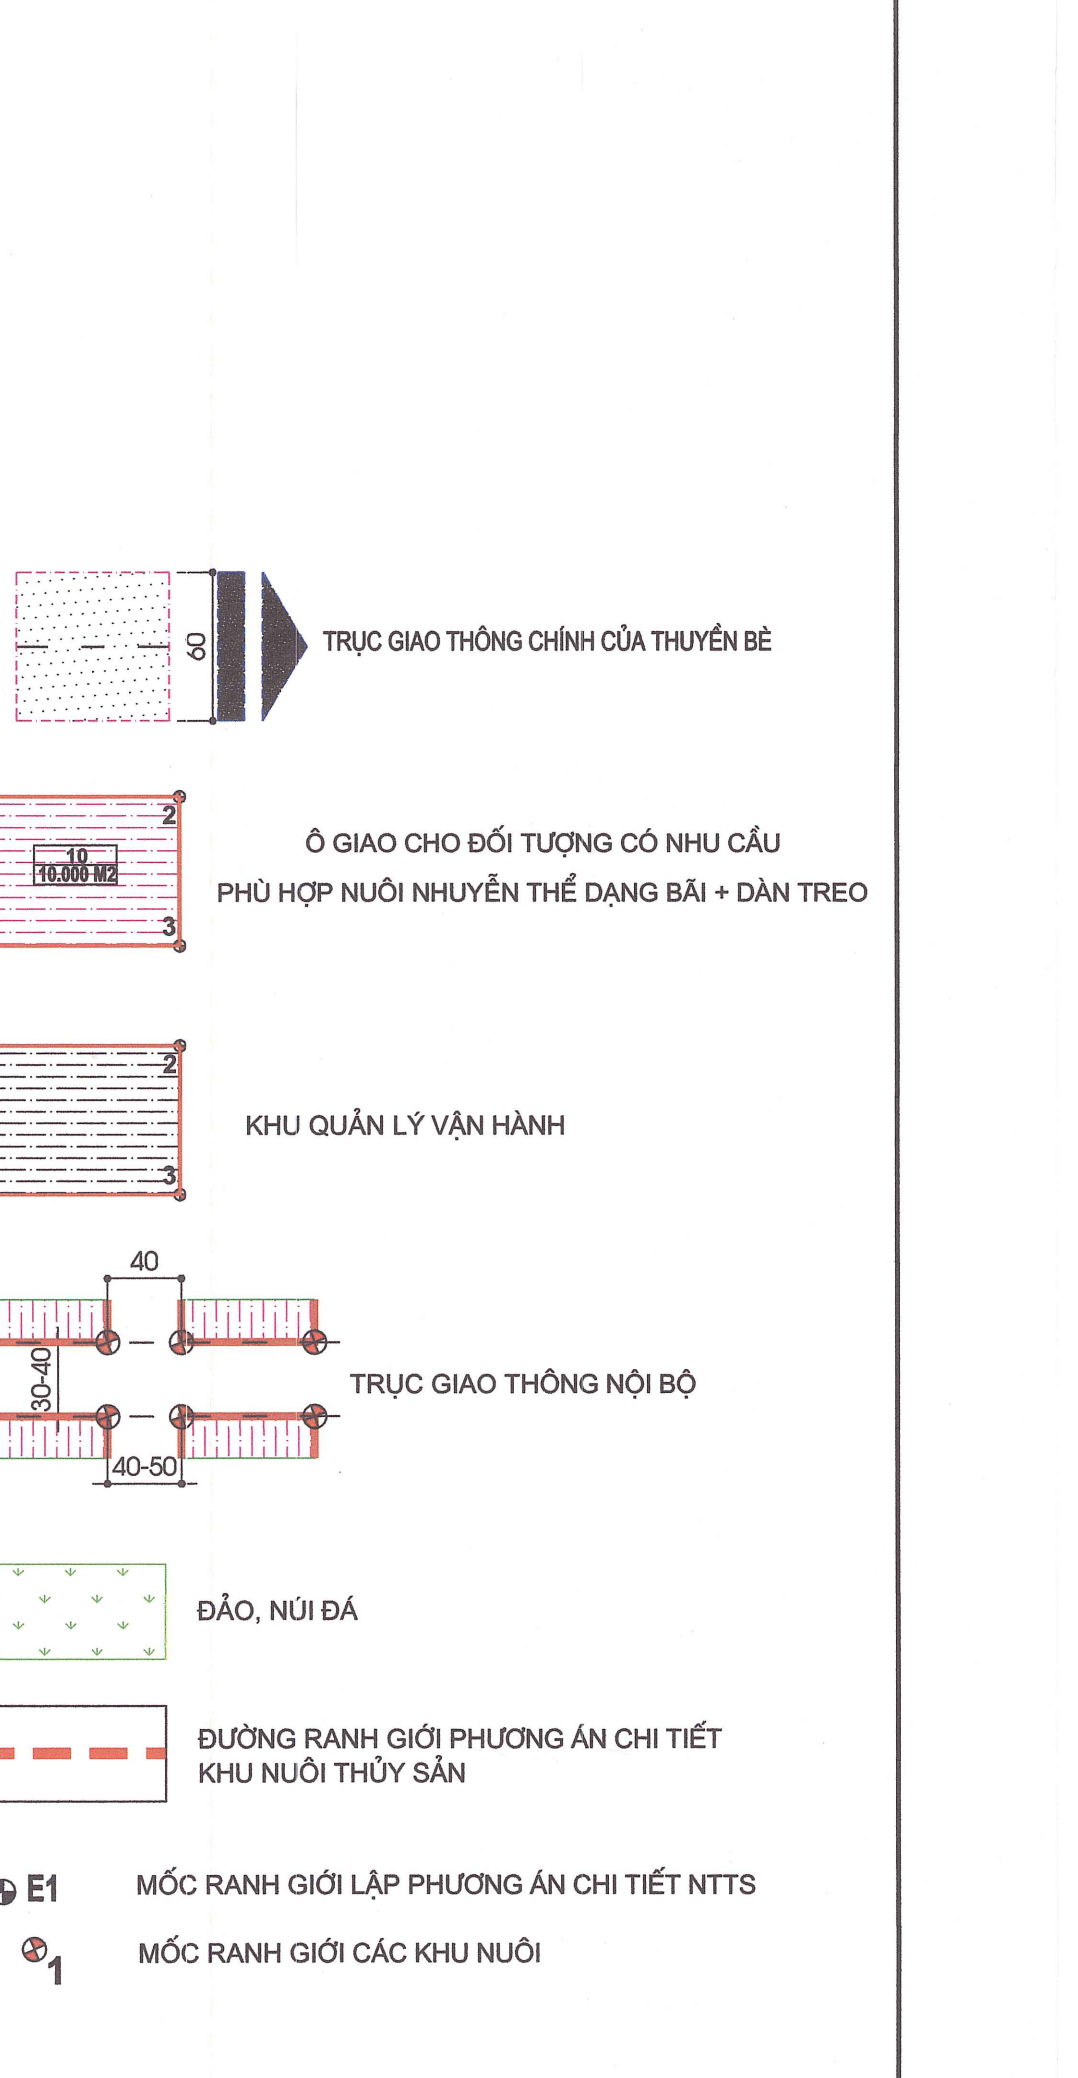 60
TRỤC GIAO THÔNG CHÍNH CỦA THUYỀN BÈ
2
10
10.000 M2
3
Ô GIAO CHO ĐỐI TƯỢNG CÓ NHU CẦU
PHÙ HỢP NUÔI NHUYỄN THỂ DẠNG BÃI + DÀN TREO
2
3
KHU QUẢN LÝ VẬN HÀNH
40
30-40
40-50
TRỤC GIAO THÔNG NỘI BỘ
ĐẢO, NÚI ĐÁ
ĐƯỜNG RANH GIỚI PHƯƠNG ÁN CHI TIẾT
KHU NUÔI THỦY SẢN
E1
MỐC RANH GIỚI LẬP PHƯƠNG ÁN CHI TIẾT NTTS
1
MỐC RANH GIỚI CÁC KHU NUÔI